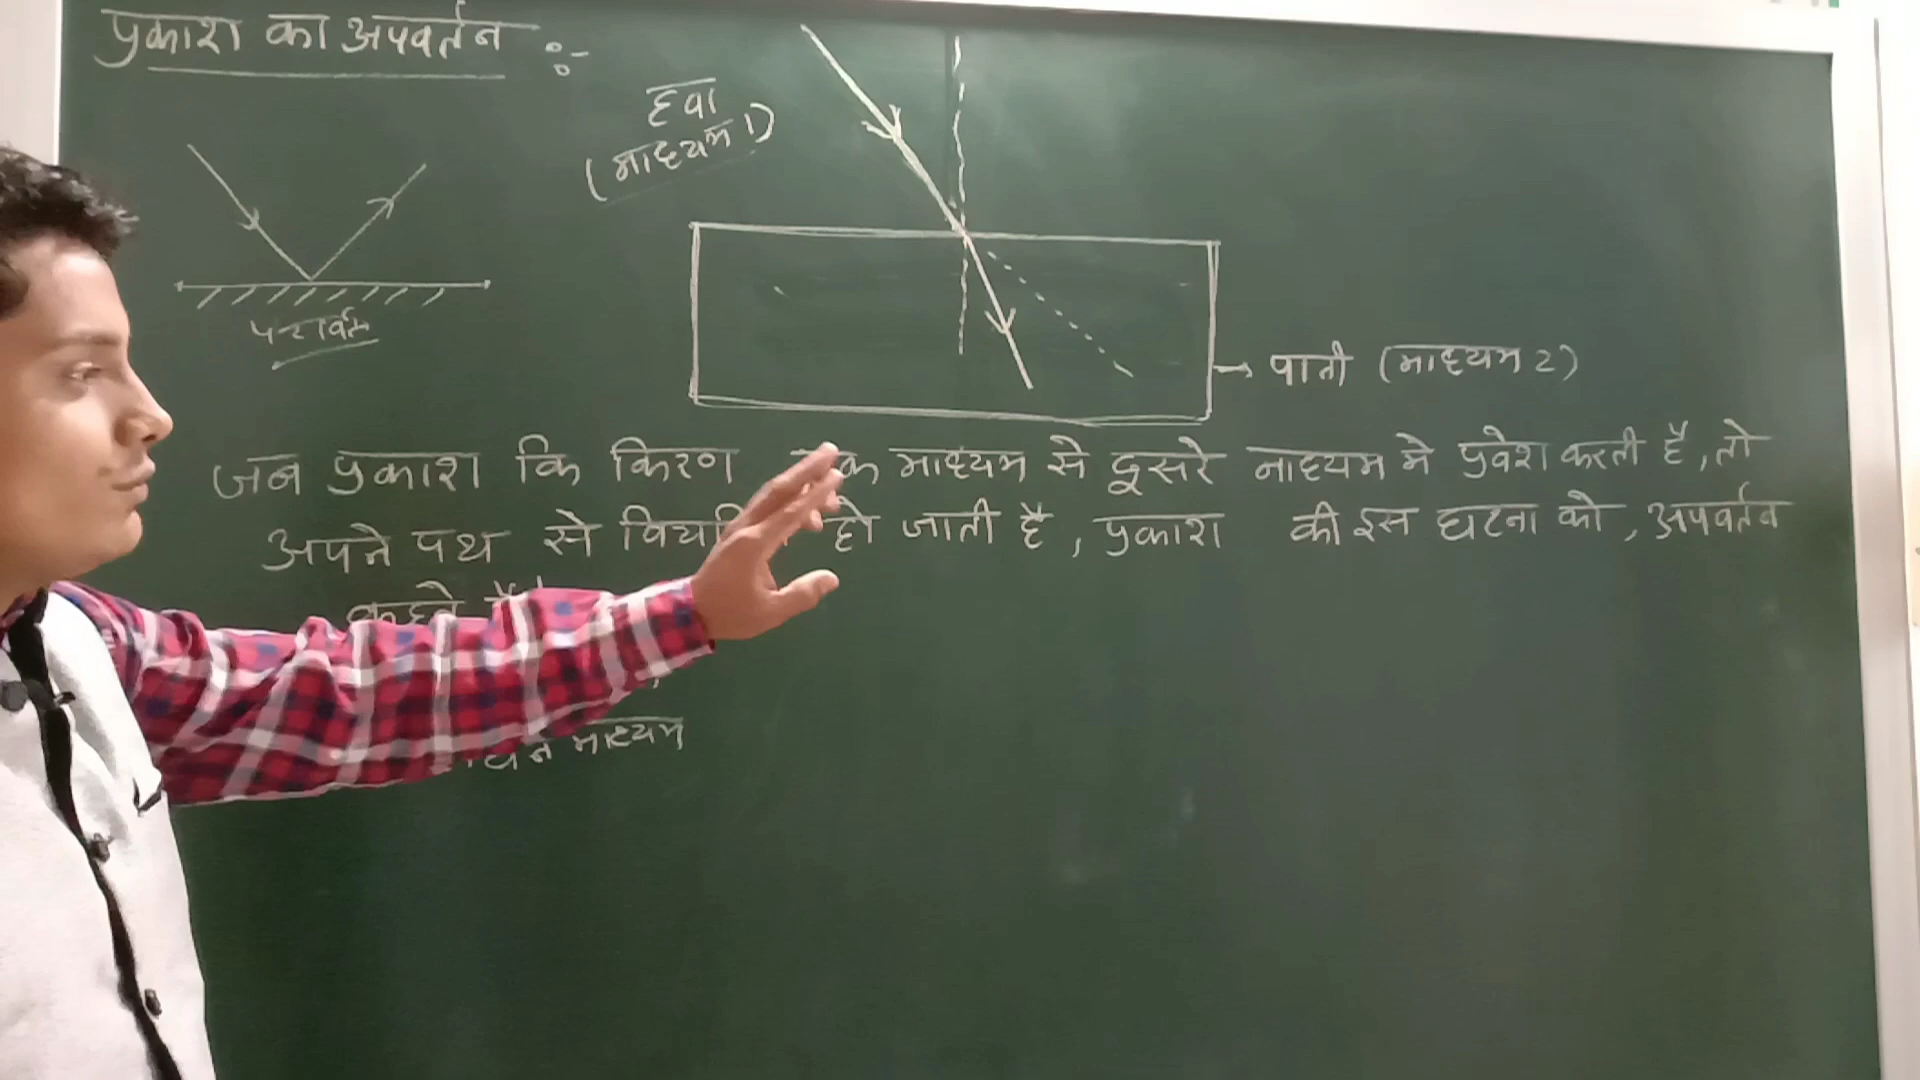 प्रकाश का अपवर्तन :-
हवा
(माध्यम 1)
परावर्तन
→ पानी (माध्यम 2)
जब प्रकाश कि किरण एक माध्यम से दूसरे माध्यम मे प्रवेश करती है, तो
अपने पथ से हो जाती है, प्रकाश की इस घटना को, अपवर्तन
कहते हैं।
माध्यम